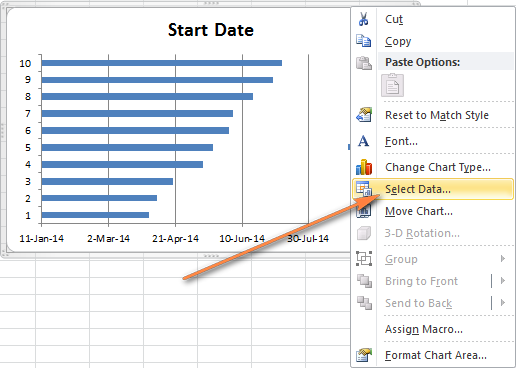 Start Date
10
9
8
7
6
5
4
3
2
1
11-Jan-14 2-Mar-14 21-Apr-14 10-Jun-14 30-Jul-14
Cut
Copy
Paste Options:
Reset to Match Style
A Font...
Change Chart Type...
Select Data...
Move Chart...
3-D Rotation...
Group
Bring to Front
Send to Back
Assign Macro...
Format Chart Area...